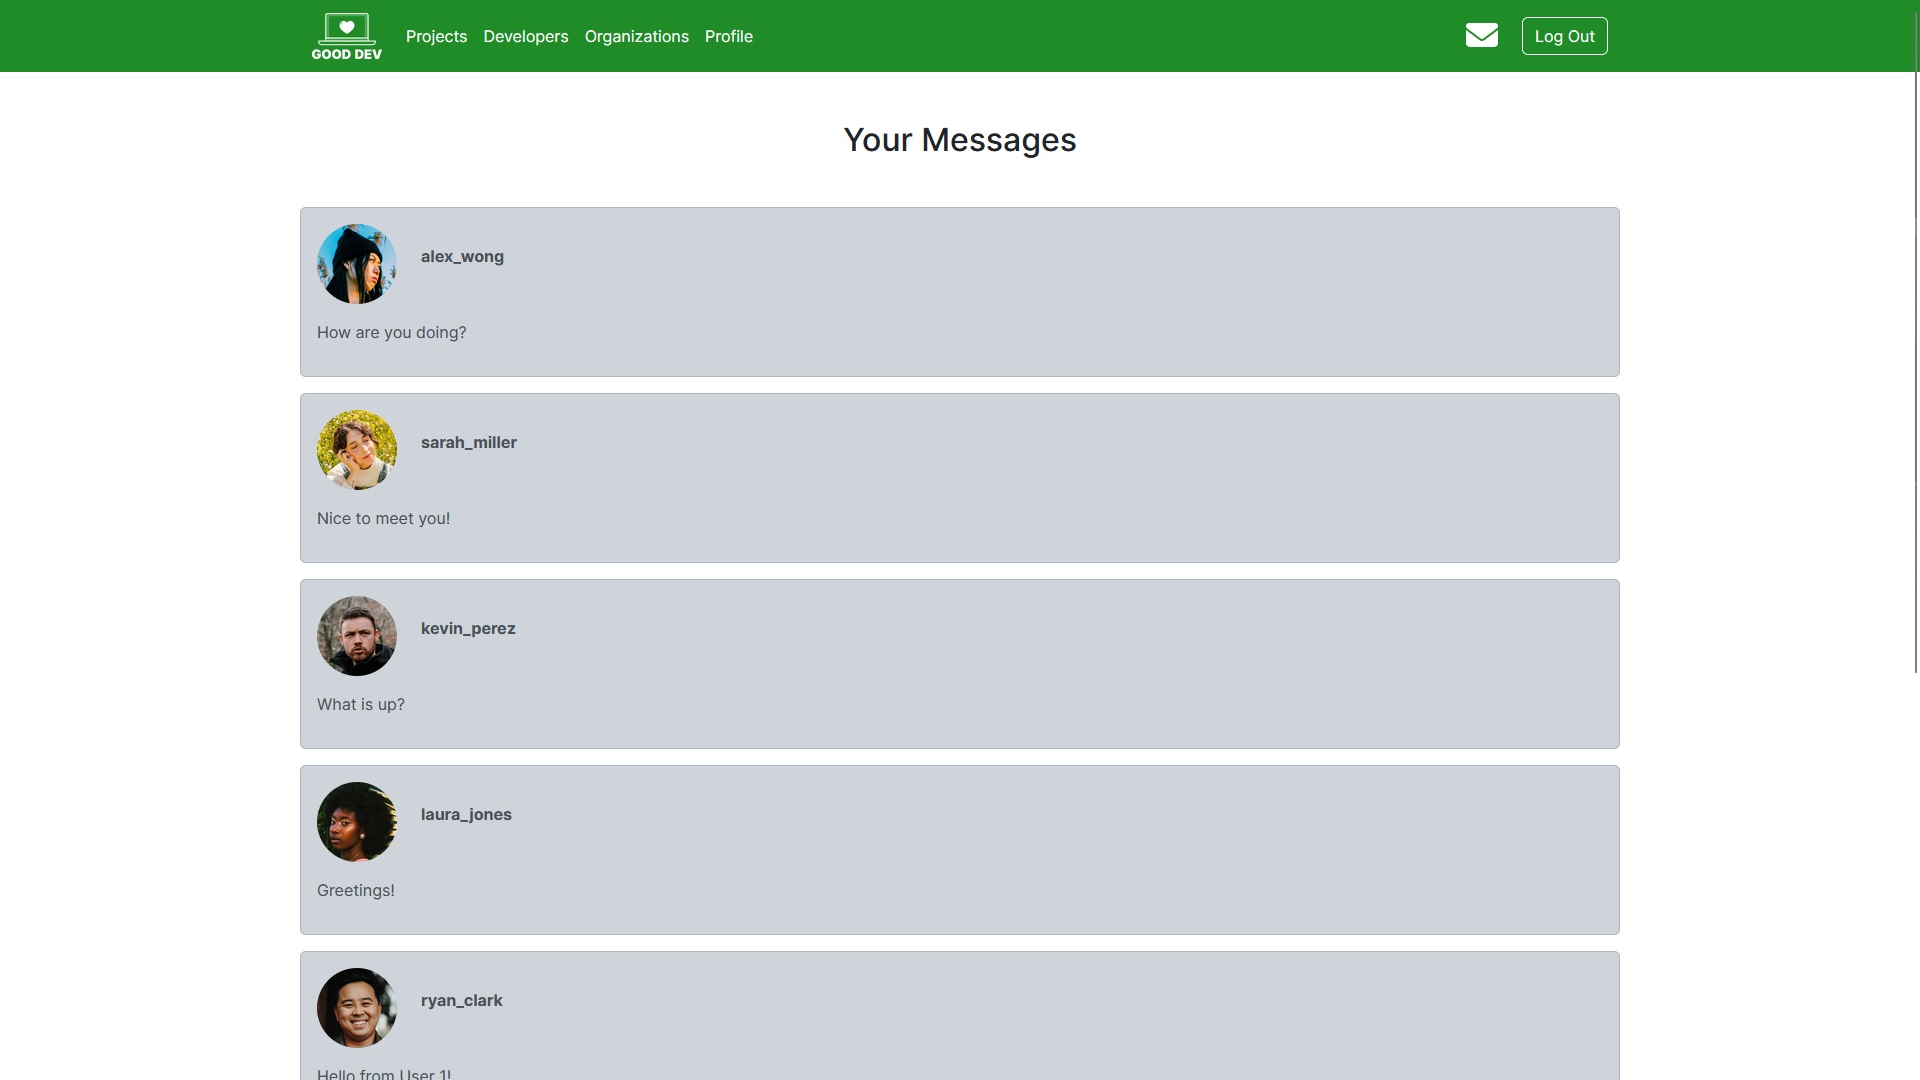 GOOD DEV
Projects
Developers
Organizations
Profile
Log Out
Your Messages
alex_wong
How are you doing?
sarah_miller
Nice to meet you!
kevin_perez
What is up?
laura_jones
Greetings!
ryan_clark
Hello from User 1!